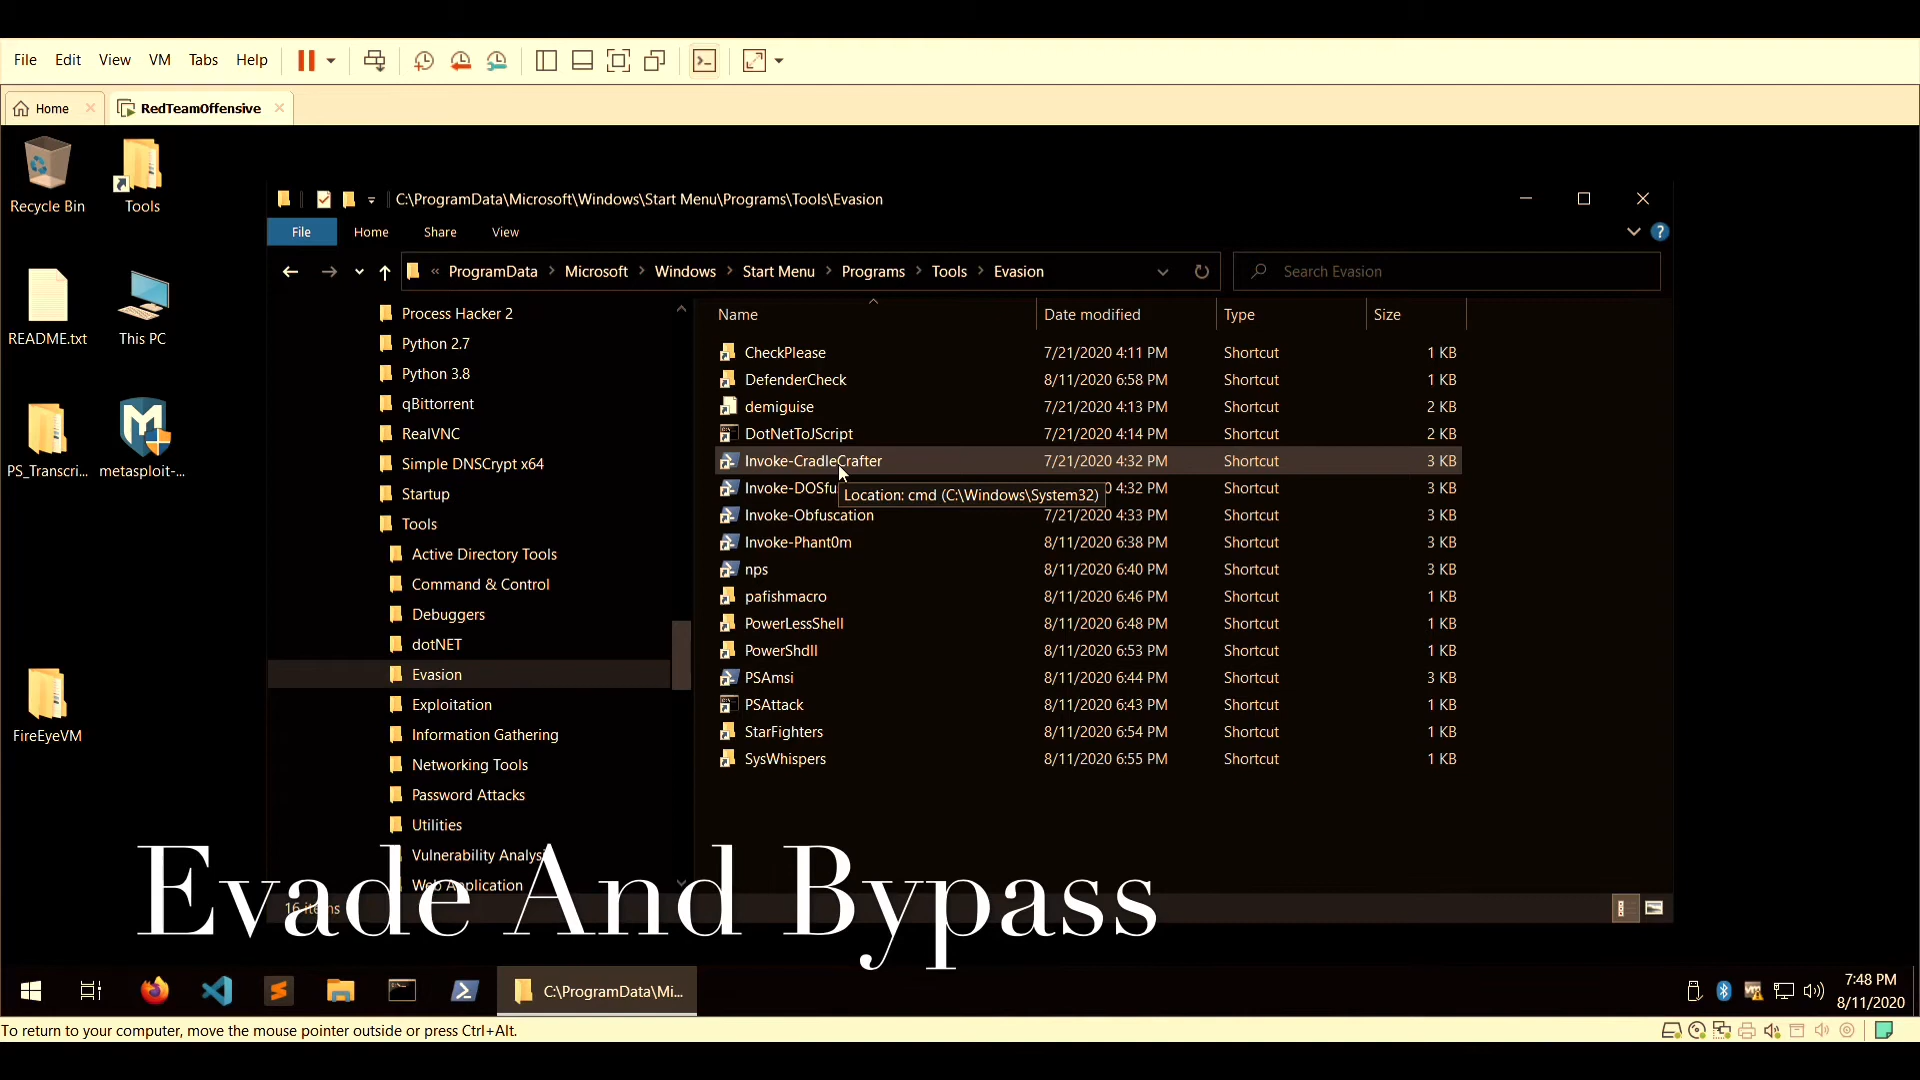 File Edit View VM Tabs Help
Home
RedTeamOffensive
Recycle Bin
Tools
README.txt
This PC
PS_Transcri...
metasploit-...
FireEyeVM
C:\ProgramData\Microsoft\Windows\Start Menu\Programs\Tools\Evasion
File Home Share View
« ProgramData > Microsoft > Windows > Start Menu > Programs > Tools > Evasion
Search Evasion
Process Hacker 2
Python 2.7
Python 3.8
qBittorrent
RealVNC
Simple DNSCrypt x64
Startup
Tools
Active Directory Tools
Command & Control
Debuggers
dotNET
Evasion
Exploitation
Information Gathering
Networking Tools
Password Attacks
Utilities
Vulnerability Analysi
Web Application
Name Date modified Type Size
CheckPlease 7/21/2020 4:11 PM Shortcut 1 KB
DefenderCheck 8/11/2020 6:58 PM Shortcut 1 KB
demiguise 7/21/2020 4:13 PM Shortcut 2 KB
DotNetToJScript 7/21/2020 4:14 PM Shortcut 2 KB
Invoke-CradleCrafter 7/21/2020 4:32 PM Shortcut 3 KB
Invoke-DOSfu 0 4:32 PM Shortcut 3 KB
Location: cmd (C:\Windows\System32)
Invoke-Obfuscation 7/21/2020 4:33 PM Shortcut 3 KB
Invoke-Phant0m 8/11/2020 6:38 PM Shortcut 3 KB
nps 8/11/2020 6:40 PM Shortcut 3 KB
pafishmacro 8/11/2020 6:46 PM Shortcut 1 KB
PowerLessShell 8/11/2020 6:48 PM Shortcut 1 KB
PowerShdll 8/11/2020 6:53 PM Shortcut 1 KB
PSAmsi 8/11/2020 6:44 PM Shortcut 3 KB
PSAttack 8/11/2020 6:43 PM Shortcut 1 KB
StarFighters 8/11/2020 6:54 PM Shortcut 1 KB
SysWhispers 8/11/2020 6:55 PM Shortcut 1 KB
16 items
Evade And Bypass
C:\ProgramData\Mi...
7:48 PM
8/11/2020
To return to your computer, move the mouse pointer outside or press Ctrl+Alt.